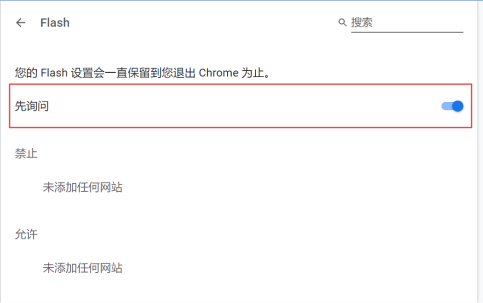 Flash
搜索
您的 Flash 设置会一直保留到您退出 Chrome 为止。
先询问
禁止
未添加任何网站
允许
未添加任何网站